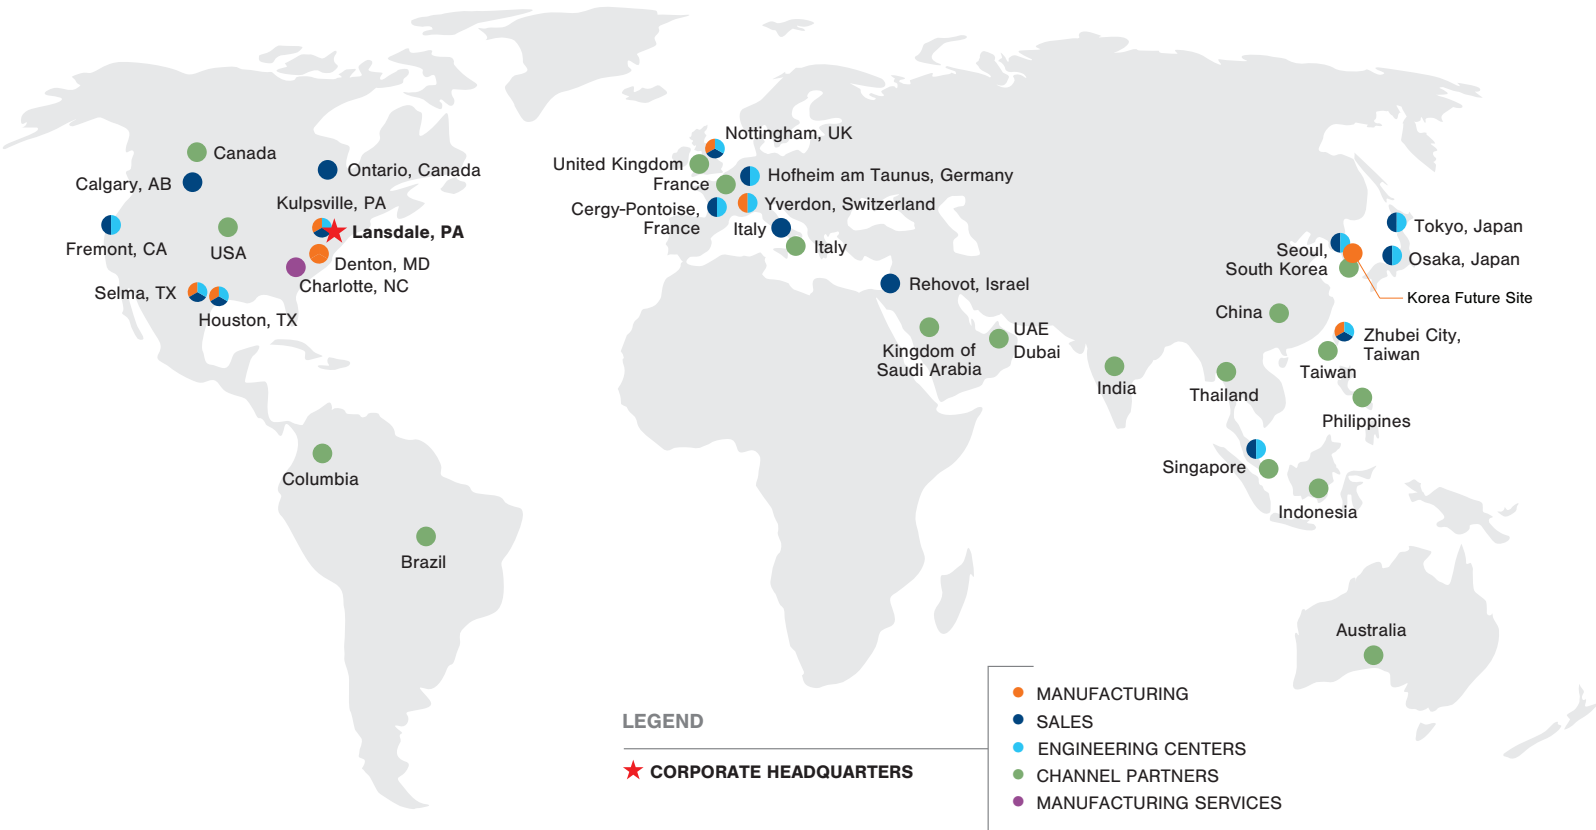 Canada
Calgary, AB
Ontario, Canada
Kulpsville, PA
Lansdale, PA
Fremont, CA
USA
Denton, MD
Charlotte, NC
Selma, TX
Houston, TX
Columbia
Brazil
Nottingham, UK
United Kingdom
France
Hofheim am Taunus, Germany
Cergy-Pontoise,
France
Yverdon, Switzerland
Italy
Italy
Rehovot, Israel
Kingdom of
Saudi Arabia
UAE
Dubai
India
Thailand
China
Seoul,
South Korea
Tokyo, Japan
Osaka, Japan
Korea Future Site
Zhubei City,
Taiwan
Taiwan
Philippines
Singapore
Indonesia
Australia
LEGEND
CORPORATE HEADQUARTERS
MANUFACTURING
SALES
ENGINEERING CENTERS
CHANNEL PARTNERS
MANUFACTURING SERVICES